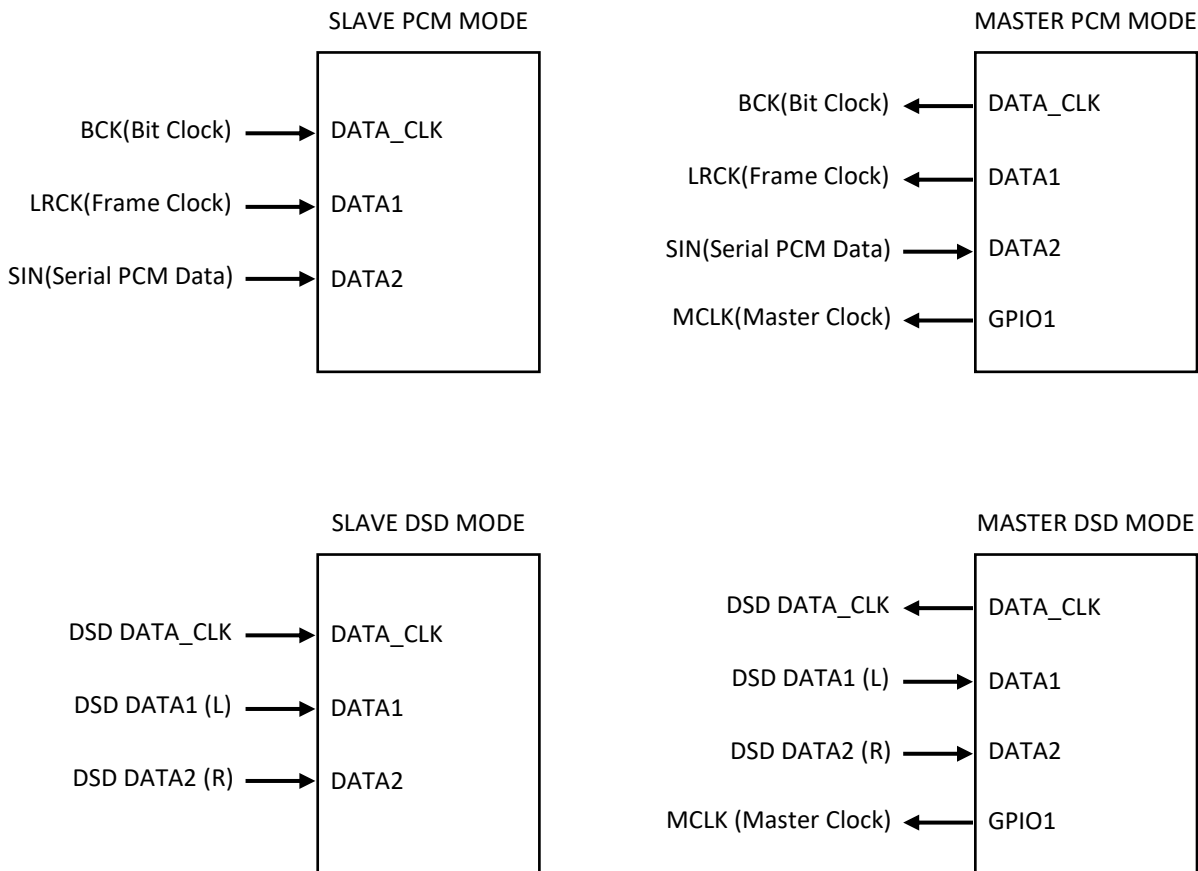 SLAVE PCM MODE
BCK(Bit Clock) DATA_CLK
LRCK(Frame Clock) DATA1
SIN(Serial PCM Data) DATA2
MASTER PCM MODE
BCK(Bit Clock) DATA_CLK
LRCK(Frame Clock) DATA1
SIN(Serial PCM Data) DATA2
MCLK(Master Clock) GPIO1
SLAVE DSD MODE
DSD DATA_CLK DATA_CLK
DSD DATA1 (L) DATA1
DSD DATA2 (R) DATA2
MASTER DSD MODE
DSD DATA_CLK DATA_CLK
DSD DATA1 (L) DATA1
DSD DATA2 (R) DATA2
MCLK (Master Clock) GPIO1